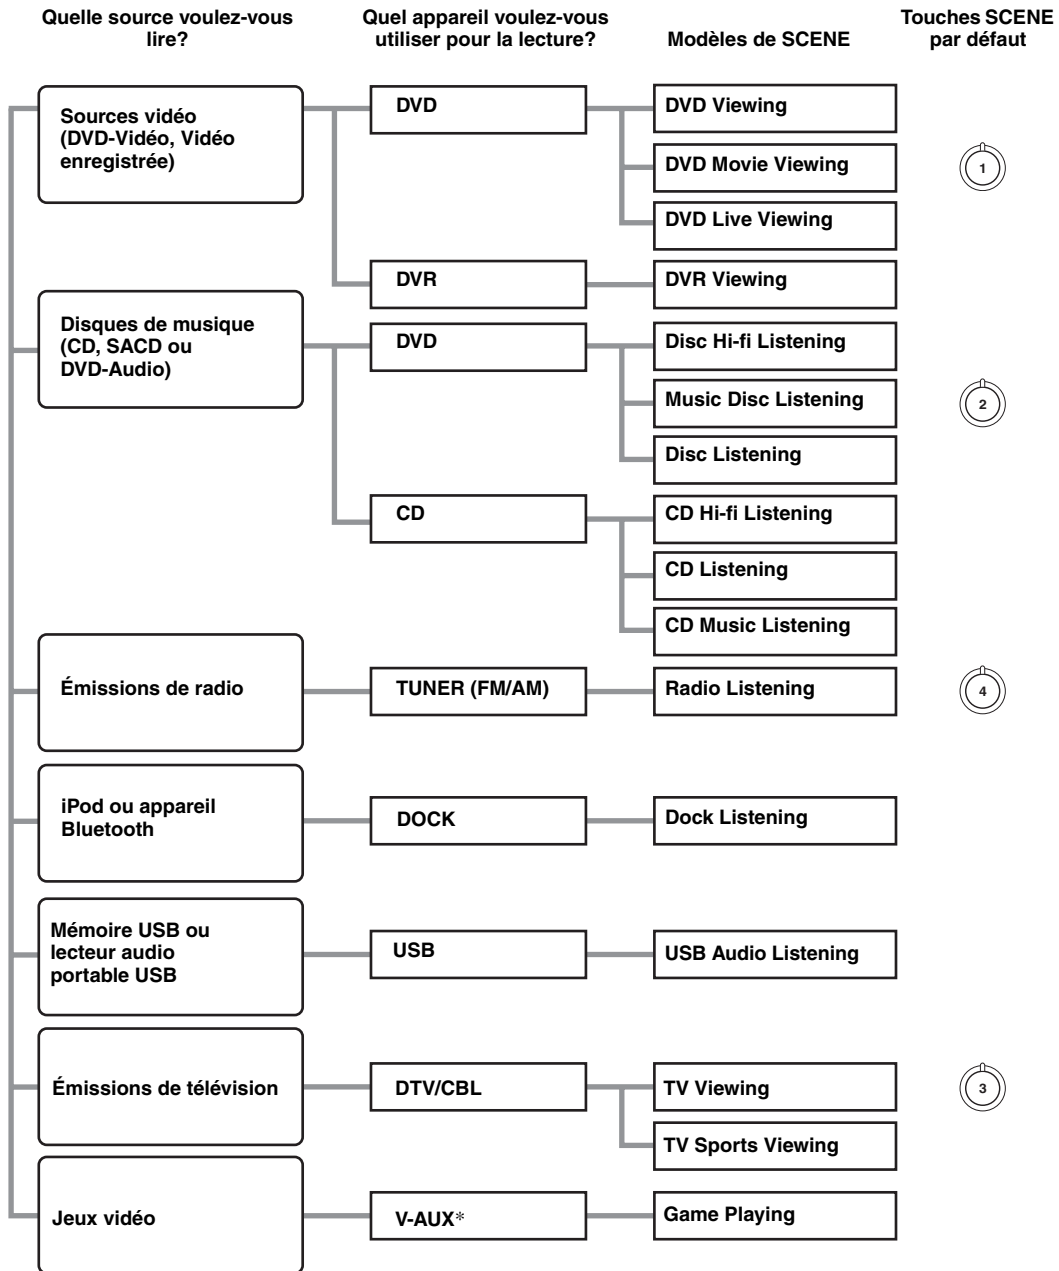 Quelle source voulez-vous
lire?
Quel appareil voulez-vous
utiliser pour la lecture?
Modèles de SCENE
Touches SCENE
par défaut
Sources vidéo
(DVD-Vidéo, Vidéo
enregistrée)
DVD
DVD Viewing
DVD Movie Viewing
1
DVD Live Viewing
DVR
DVR Viewing
Disques de musique
(CD, SACD ou
DVD-Audio)
DVD
Disc Hi-fi Listening
Music Disc Listening
2
Disc Listening
CD
CD Hi-fi Listening
CD Listening
CD Music Listening
Émissions de radio
TUNER (FM/AM)
Radio Listening
4
iPod ou appareil
Bluetooth
DOCK
Dock Listening
Mémoire USB ou
lecteur audio
portable USB
USB
USB Audio Listening
Émissions de télévision
DTV/CBL
TV Viewing
3
TV Sports Viewing
Jeux vidéo
V-AUX*
Game Playing